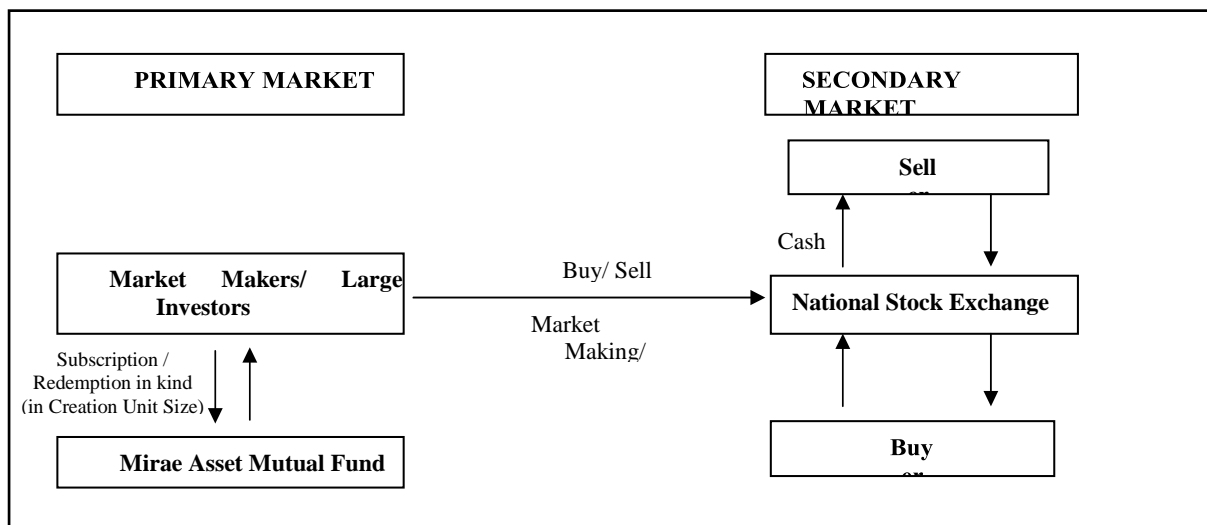 PRIMARY MARKET
SECONDARY
MARKET
Sell
Cash
Market Makers/ Large
Investors
Buy/ Sell
National Stock Exchange
Market
Making/
Subscription /
Redemption in kind
(in Creation Unit Size)
Mirae Asset Mutual Fund
Buy